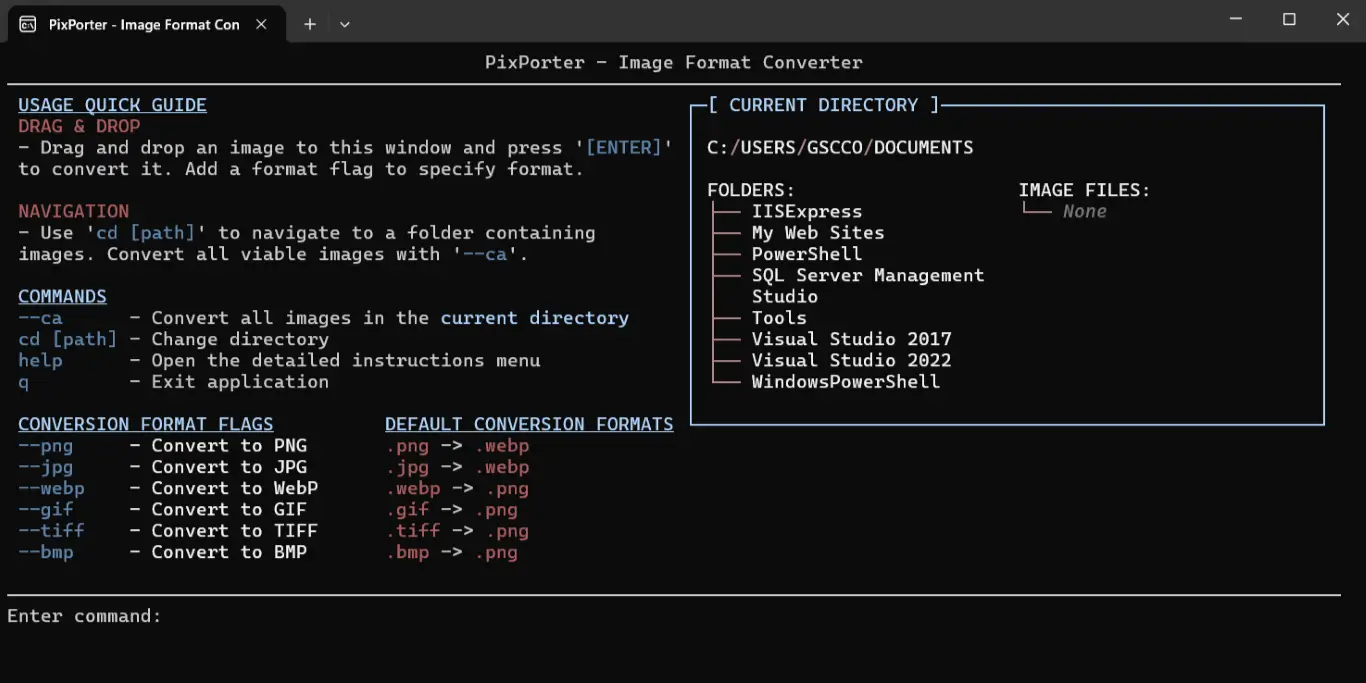 PixPorter - Image Format Con
PixPorter - Image Format Converter
USAGE QUICK GUIDE
DRAG & DROP
- Drag and drop an image to this window and press '[ENTER]'
to convert it. Add a format flag to specify format.
NAVIGATION
- Use 'cd [path]' to navigate to a folder containing
images. Convert all viable images with '--ca'.
COMMANDS
--ca - Convert all images in the current directory
cd [path] - Change directory
help - Open the detailed instructions menu
q - Exit application
CONVERSION FORMAT FLAGS
--png - Convert to PNG
--jpg - Convert to JPG
--webp - Convert to WebP
--gif - Convert to GIF
--tiff - Convert to TIFF
--bmp - Convert to BMP
DEFAULT CONVERSION FORMATS
.png -> .webp
.jpg -> .webp
.webp -> .png
.gif -> .png
.tiff -> .png
.bmp -> .png
[ CURRENT DIRECTORY ]
C:/USERS/GSCCO/DOCUMENTS
FOLDERS:
IISExpress
My Web Sites
PowerShell
SQL Server Management
Studio
Tools
Visual Studio 2017
Visual Studio 2022
WindowsPowerShell
IMAGE FILES:
None
Enter command: